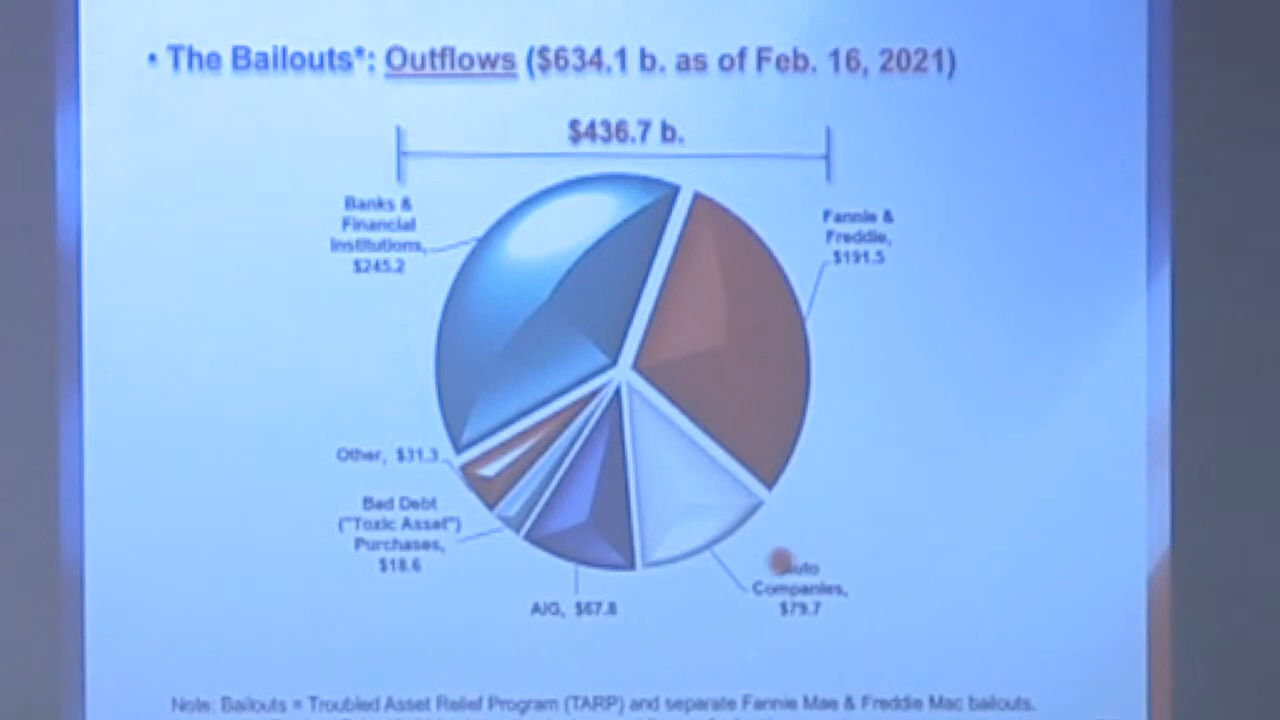 • The Bailouts*: Outflows ($634.1 b. as of Feb. 16, 2021)
$436.7 b.
Banks &
Financial
Institutions,
$245.2
Fannie &
Freddie,
$191.5
Other, $31.3
Bad Debt
("Toxic Asset")
Purchases,
$18.6
AIG, $67.8
uto
Companies,
$79.7
Note: Bailouts = Troubled Asset Relief Program (TARP) and separate Fannie Mae & Freddie Mac bailouts.